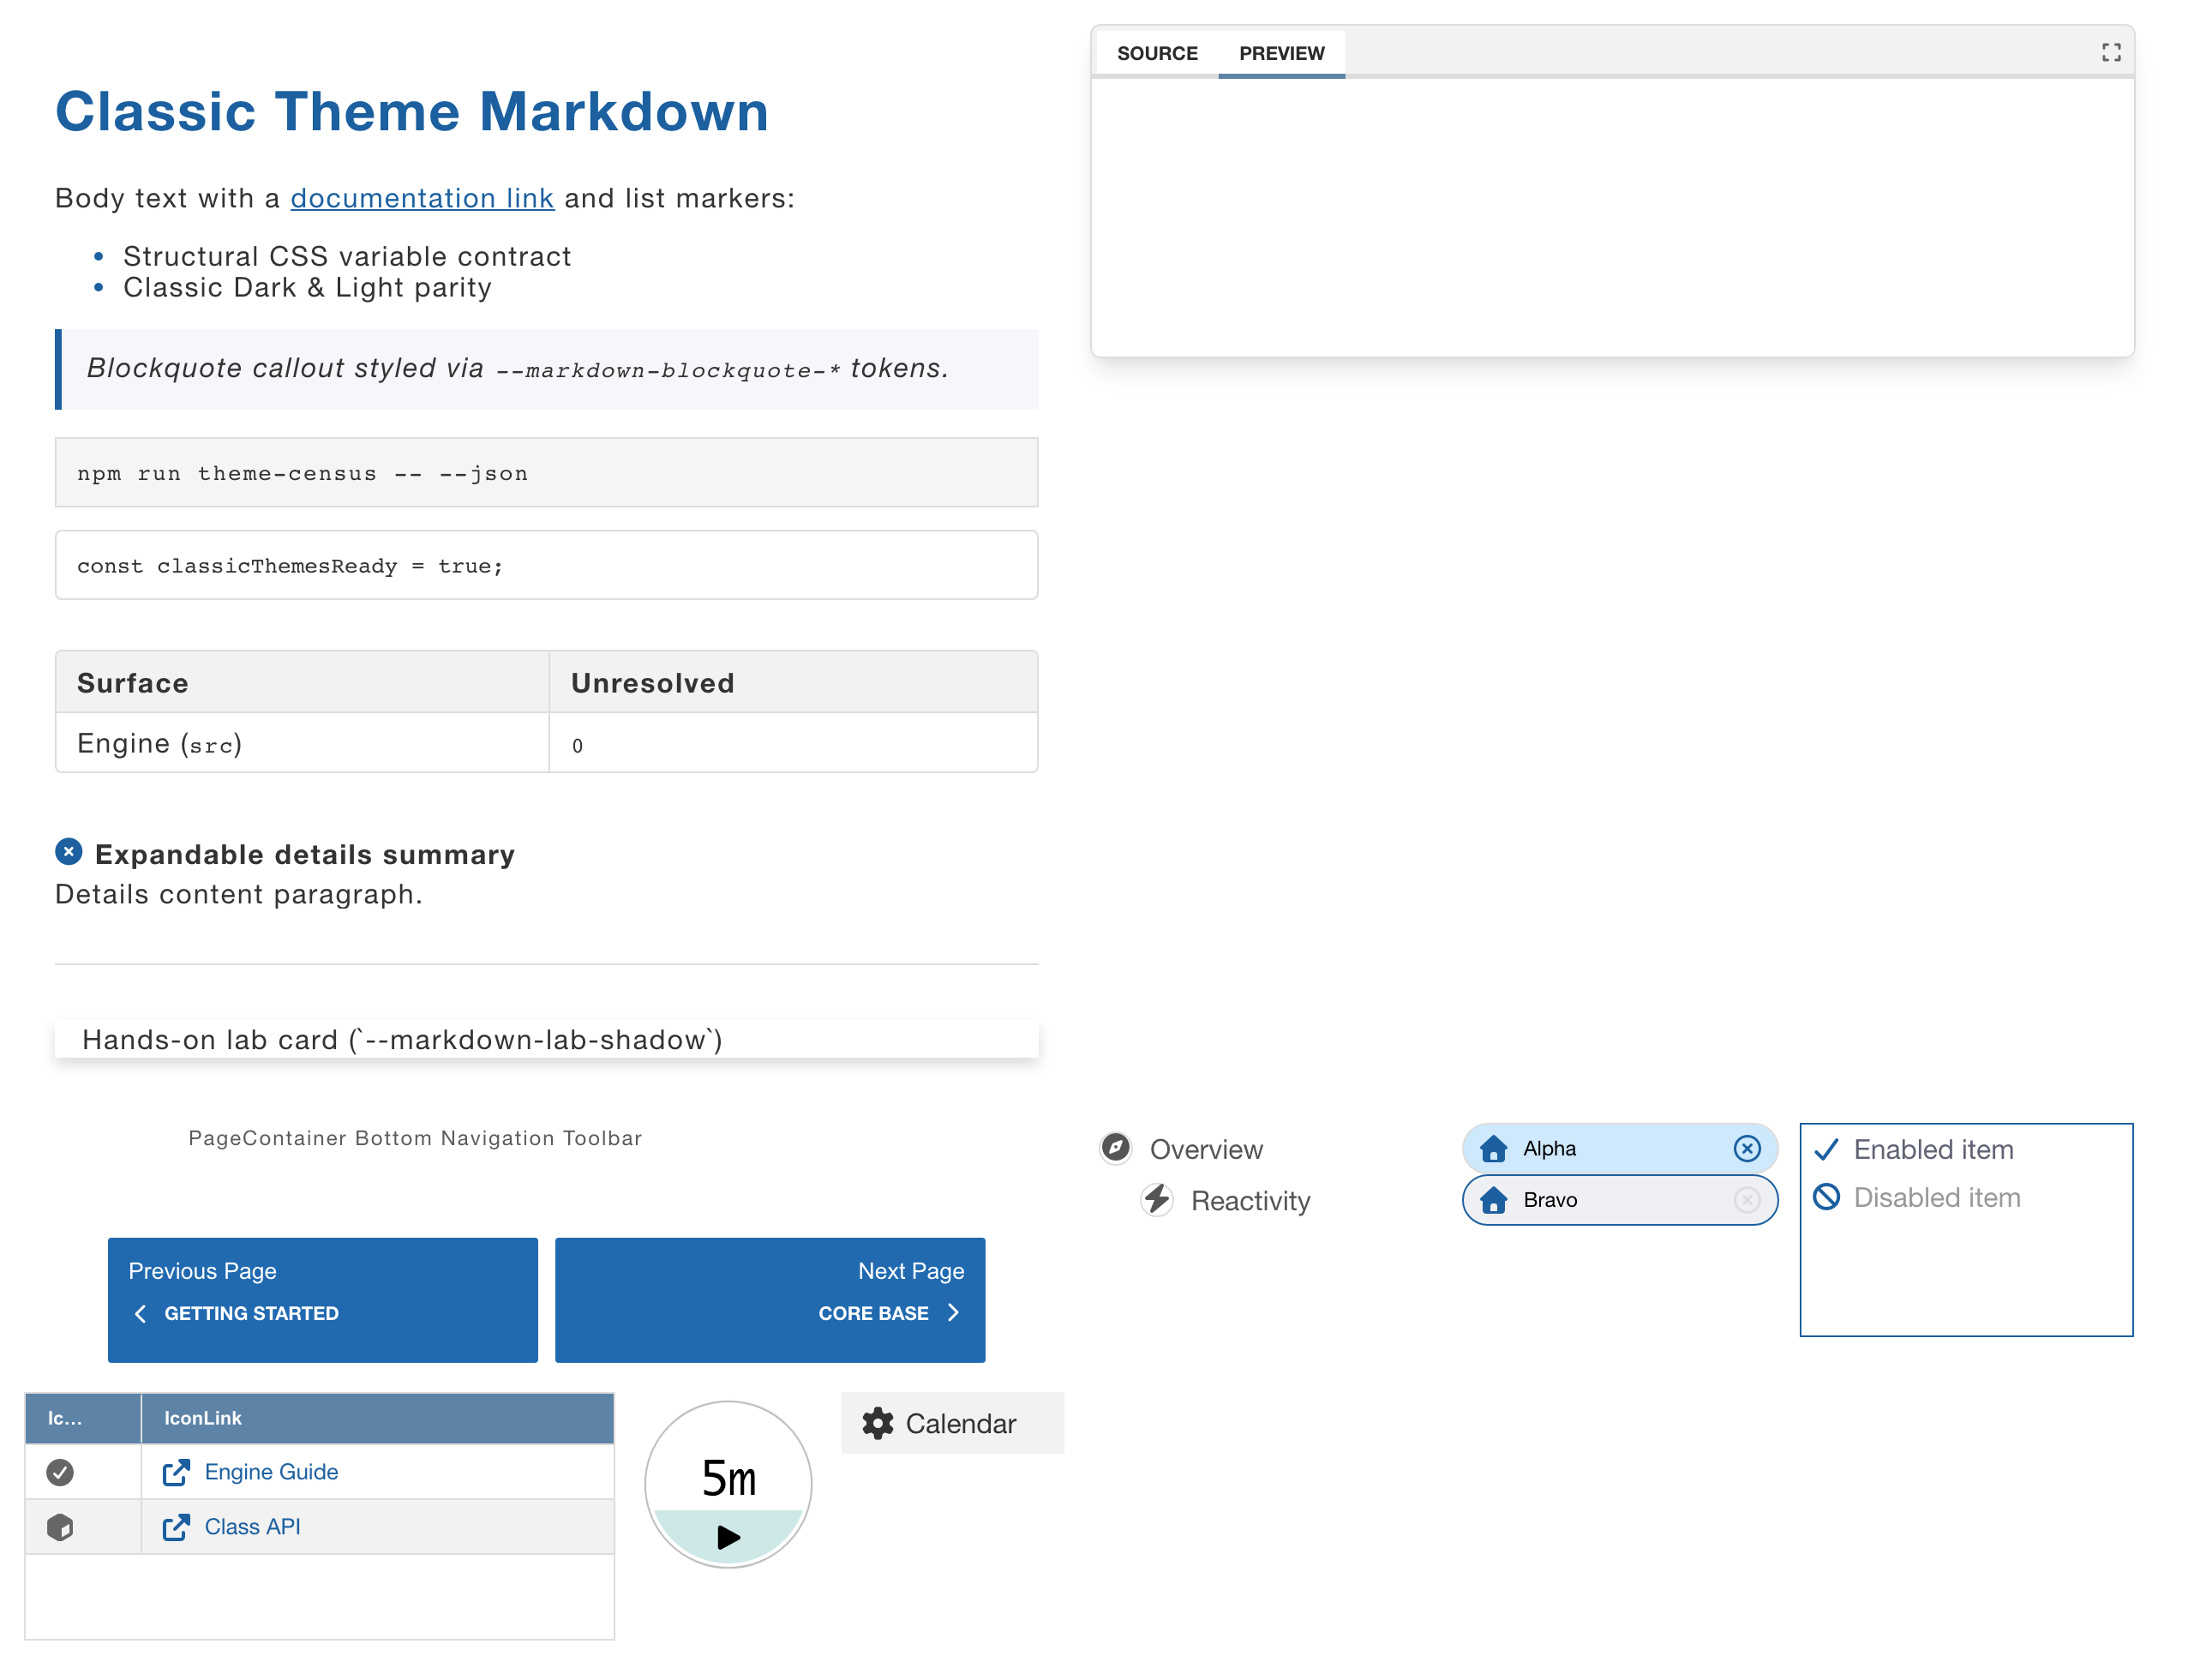 Classic Theme Markdown
Body text with a documentation link and list markers:
Structural CSS variable contract
Classic Dark & Light parity
Blockquote callout styled via --markdown-blockquote-* tokens.
npm run theme-census -- --json
const classicThemesReady = true;
Surface Unresolved
Engine (src) 0
Expandable details summary
Details content paragraph.
Hands-on lab card (`--markdown-lab-shadow`)
PageContainer Bottom Navigation Toolbar
Previous Page
GETTING STARTED
Next Page
CORE BASE
Ic... IconLink
Engine Guide
Class API
5m
Calendar
SOURCE PREVIEW
Overview
Reactivity
Alpha
Bravo
Enabled item
Disabled item